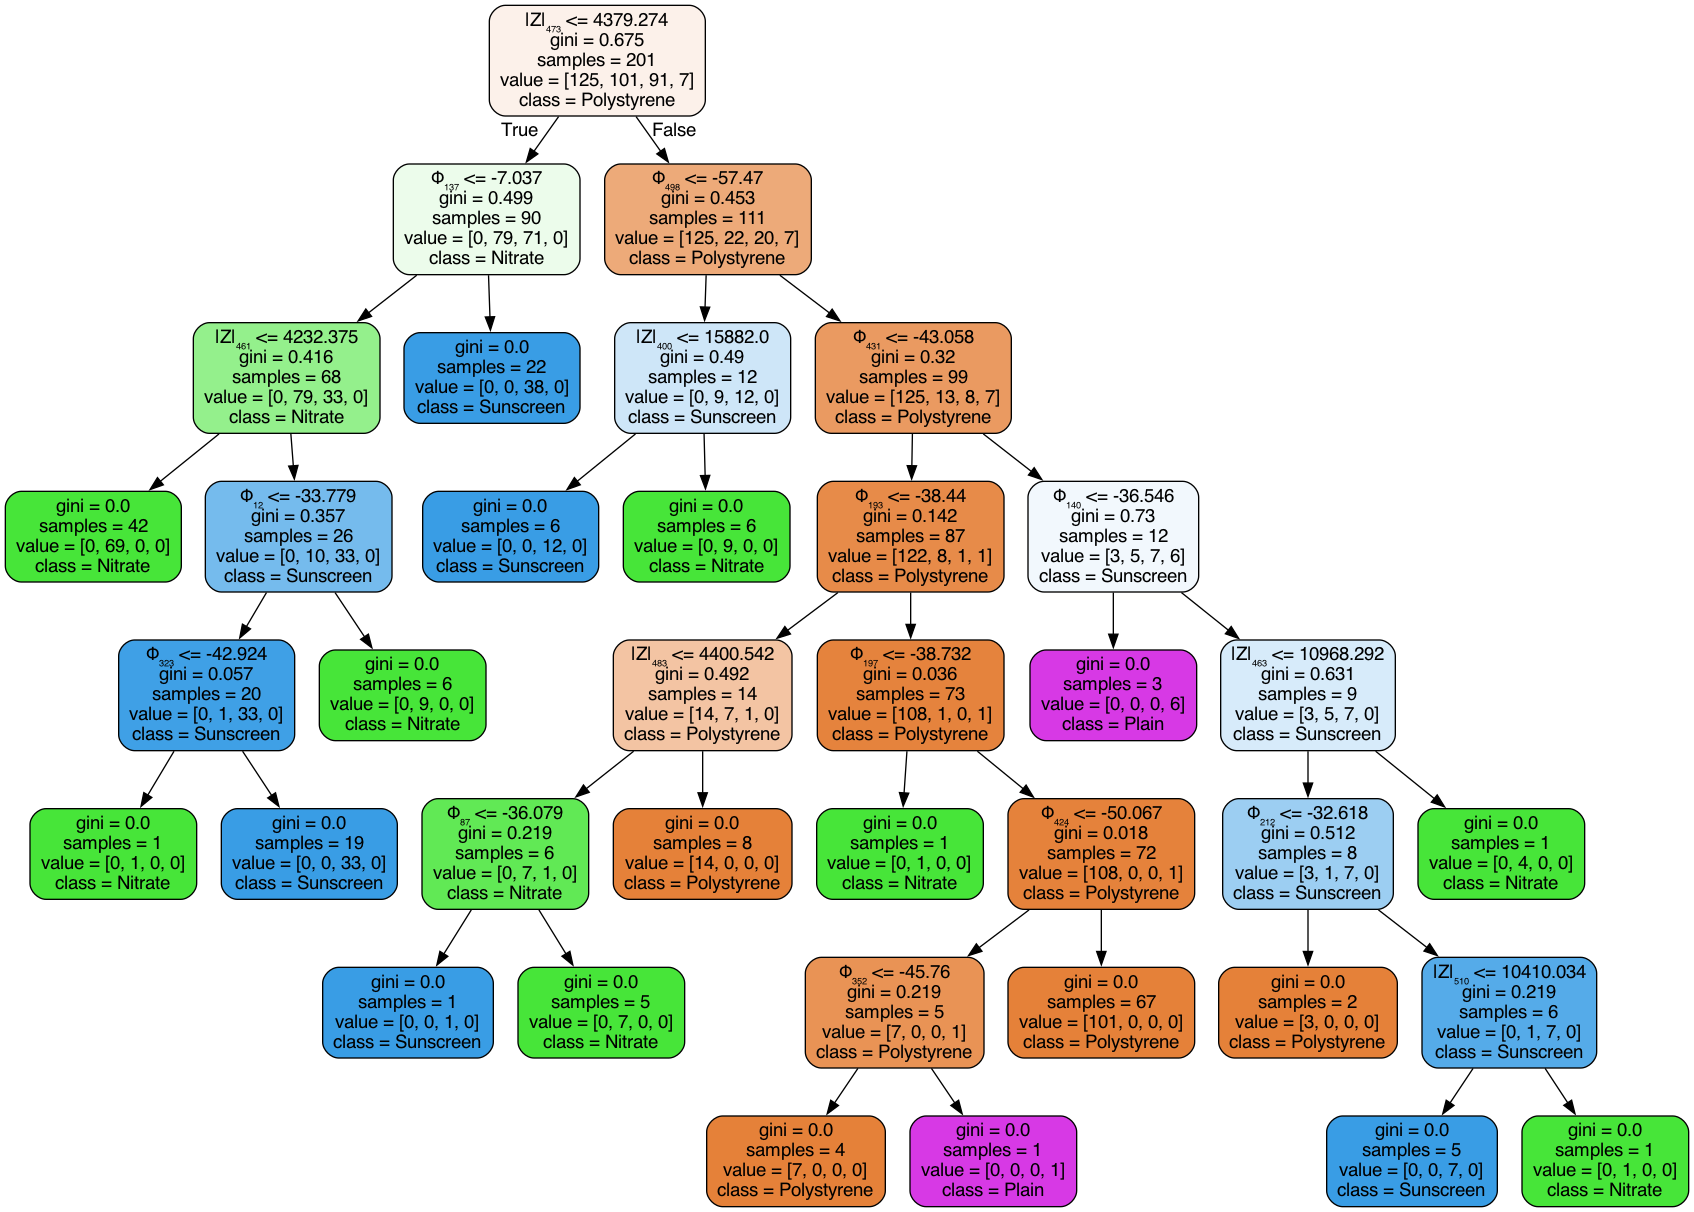 |Z|₄₇₃ <= 4379.274
gini = 0.675
samples = 201
value = [125, 101, 91, 7]
class = Polystyrene
True
False
Φ₁₃₇ <= -7.037
gini = 0.499
samples = 90
value = [0, 79, 71, 0]
class = Nitrate
Φ₄₉₈ <= -57.47
gini = 0.453
samples = 111
value = [125, 22, 20, 7]
class = Polystyrene
|Z|₄₆₁ <= 4232.375
gini = 0.416
samples = 68
value = [0, 79, 33, 0]
class = Nitrate
gini = 0.0
samples = 22
value = [0, 0, 38, 0]
class = Sunscreen
|Z|₄₀₀ <= 15882.0
gini = 0.49
samples = 12
value = [0, 9, 12, 0]
class = Sunscreen
Φ₄₃₁ <= -43.058
gini = 0.32
samples = 99
value = [125, 13, 8, 7]
class = Polystyrene
gini = 0.0
samples = 42
value = [0, 69, 0, 0]
class = Nitrate
Φ₁₂ <= -33.779
gini = 0.357
samples = 26
value = [0, 10, 33, 0]
class = Sunscreen
gini = 0.0
samples = 6
value = [0, 0, 12, 0]
class = Sunscreen
gini = 0.0
samples = 6
value = [0, 9, 0, 0]
class = Nitrate
Φ₁₉₃ <= -38.44
gini = 0.142
samples = 87
value = [122, 8, 1, 1]
class = Polystyrene
Φ₁₄₀ <= -36.546
gini = 0.73
samples = 12
value = [3, 5, 7, 6]
class = Sunscreen
Φ₃₂₃ <= -42.924
gini = 0.057
samples = 20
value = [0, 1, 33, 0]
class = Sunscreen
gini = 0.0
samples = 6
value = [0, 9, 0, 0]
class = Nitrate
|Z|₄₈₃ <= 4400.542
gini = 0.492
samples = 14
value = [14, 7, 1, 0]
class = Polystyrene
Φ₁₉₇ <= -38.732
gini = 0.036
samples = 73
value = [108, 1, 0, 1]
class = Polystyrene
gini = 0.0
samples = 3
value = [0, 0, 0, 6]
class = Plain
|Z|₄₆₃ <= 10968.292
gini = 0.631
samples = 9
value = [3, 5, 7, 0]
class = Sunscreen
gini = 0.0
samples = 1
value = [0, 1, 0, 0]
class = Nitrate
gini = 0.0
samples = 19
value = [0, 0, 33, 0]
class = Sunscreen
Φ₈₇ <= -36.079
gini = 0.219
samples = 6
value = [0, 7, 1, 0]
class = Nitrate
gini = 0.0
samples = 8
value = [14, 0, 0, 0]
class = Polystyrene
gini = 0.0
samples = 1
value = [0, 1, 0, 0]
class = Nitrate
Φ₄₂₄ <= -50.067
gini = 0.018
samples = 72
value = [108, 0, 0, 1]
class = Polystyrene
Φ₂₁₂ <= -32.618
gini = 0.512
samples = 8
value = [3, 1, 7, 0]
class = Sunscreen
gini = 0.0
samples = 1
value = [0, 4, 0, 0]
class = Nitrate
gini = 0.0
samples = 1
value = [0, 0, 1, 0]
class = Sunscreen
gini = 0.0
samples = 5
value = [0, 7, 0, 0]
class = Nitrate
Φ₃₅₂ <= -45.76
gini = 0.219
samples = 5
value = [7, 0, 0, 1]
class = Polystyrene
gini = 0.0
samples = 67
value = [101, 0, 0, 0]
class = Polystyrene
gini = 0.0
samples = 2
value = [3, 0, 0, 0]
class = Polystyrene
|Z|₅₁₀ <= 10410.034
gini = 0.219
samples = 6
value = [0, 1, 7, 0]
class = Sunscreen
gini = 0.0
samples = 4
value = [7, 0, 0, 0]
class = Polystyrene
gini = 0.0
samples = 1
value = [0, 0, 0, 1]
class = Plain
gini = 0.0
samples = 5
value = [0, 0, 7, 0]
class = Sunscreen
gini = 0.0
samples = 1
value = [0, 1, 0, 0]
class = Nitrate